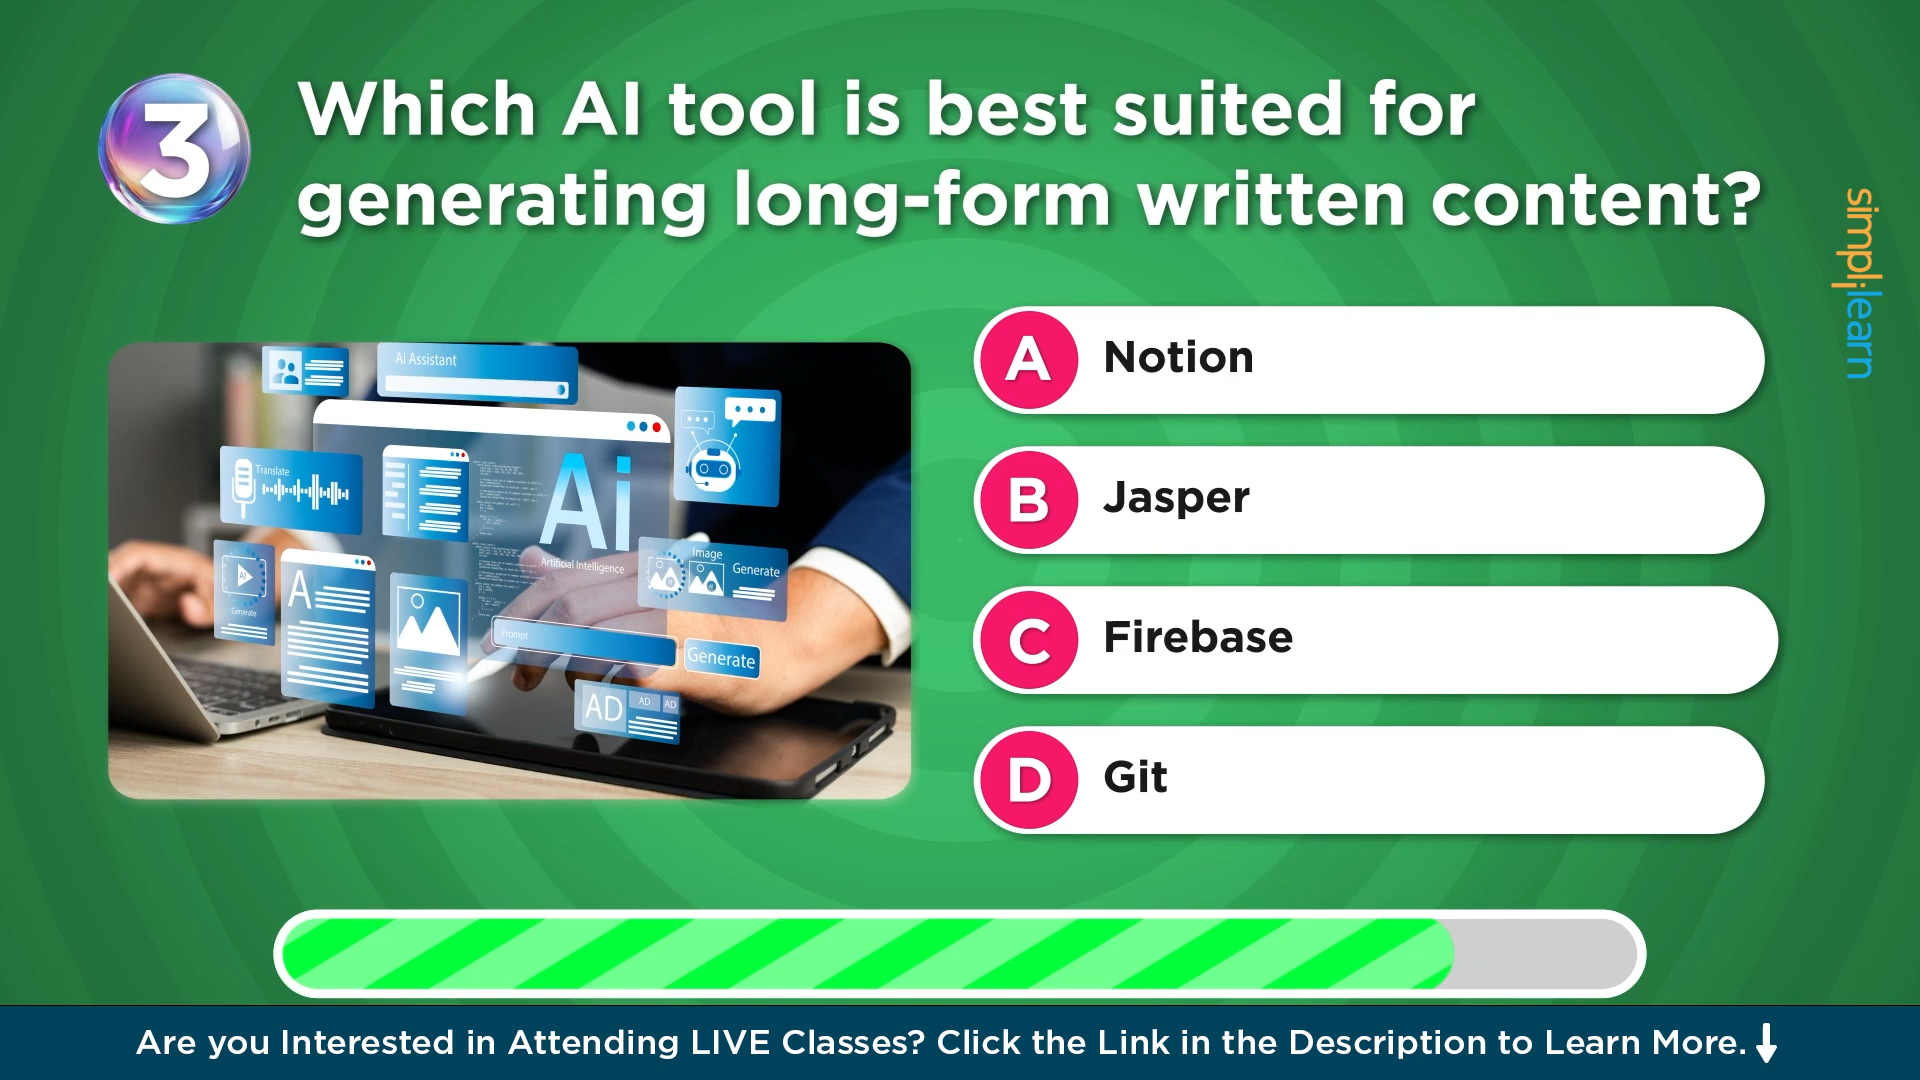 3
Which AI tool is best suited for
generating long-form written content?
simplilearn
Ai Assistant
Translate
Ai
Artificial Intelligence
Image
Generate
AI
Generate
A
Prompt
Generate
AD
AD
AD
A Notion
B Jasper
C Firebase
D Git
Are you Interested in Attending LIVE Classes? Click the Link in the Description to Learn More.